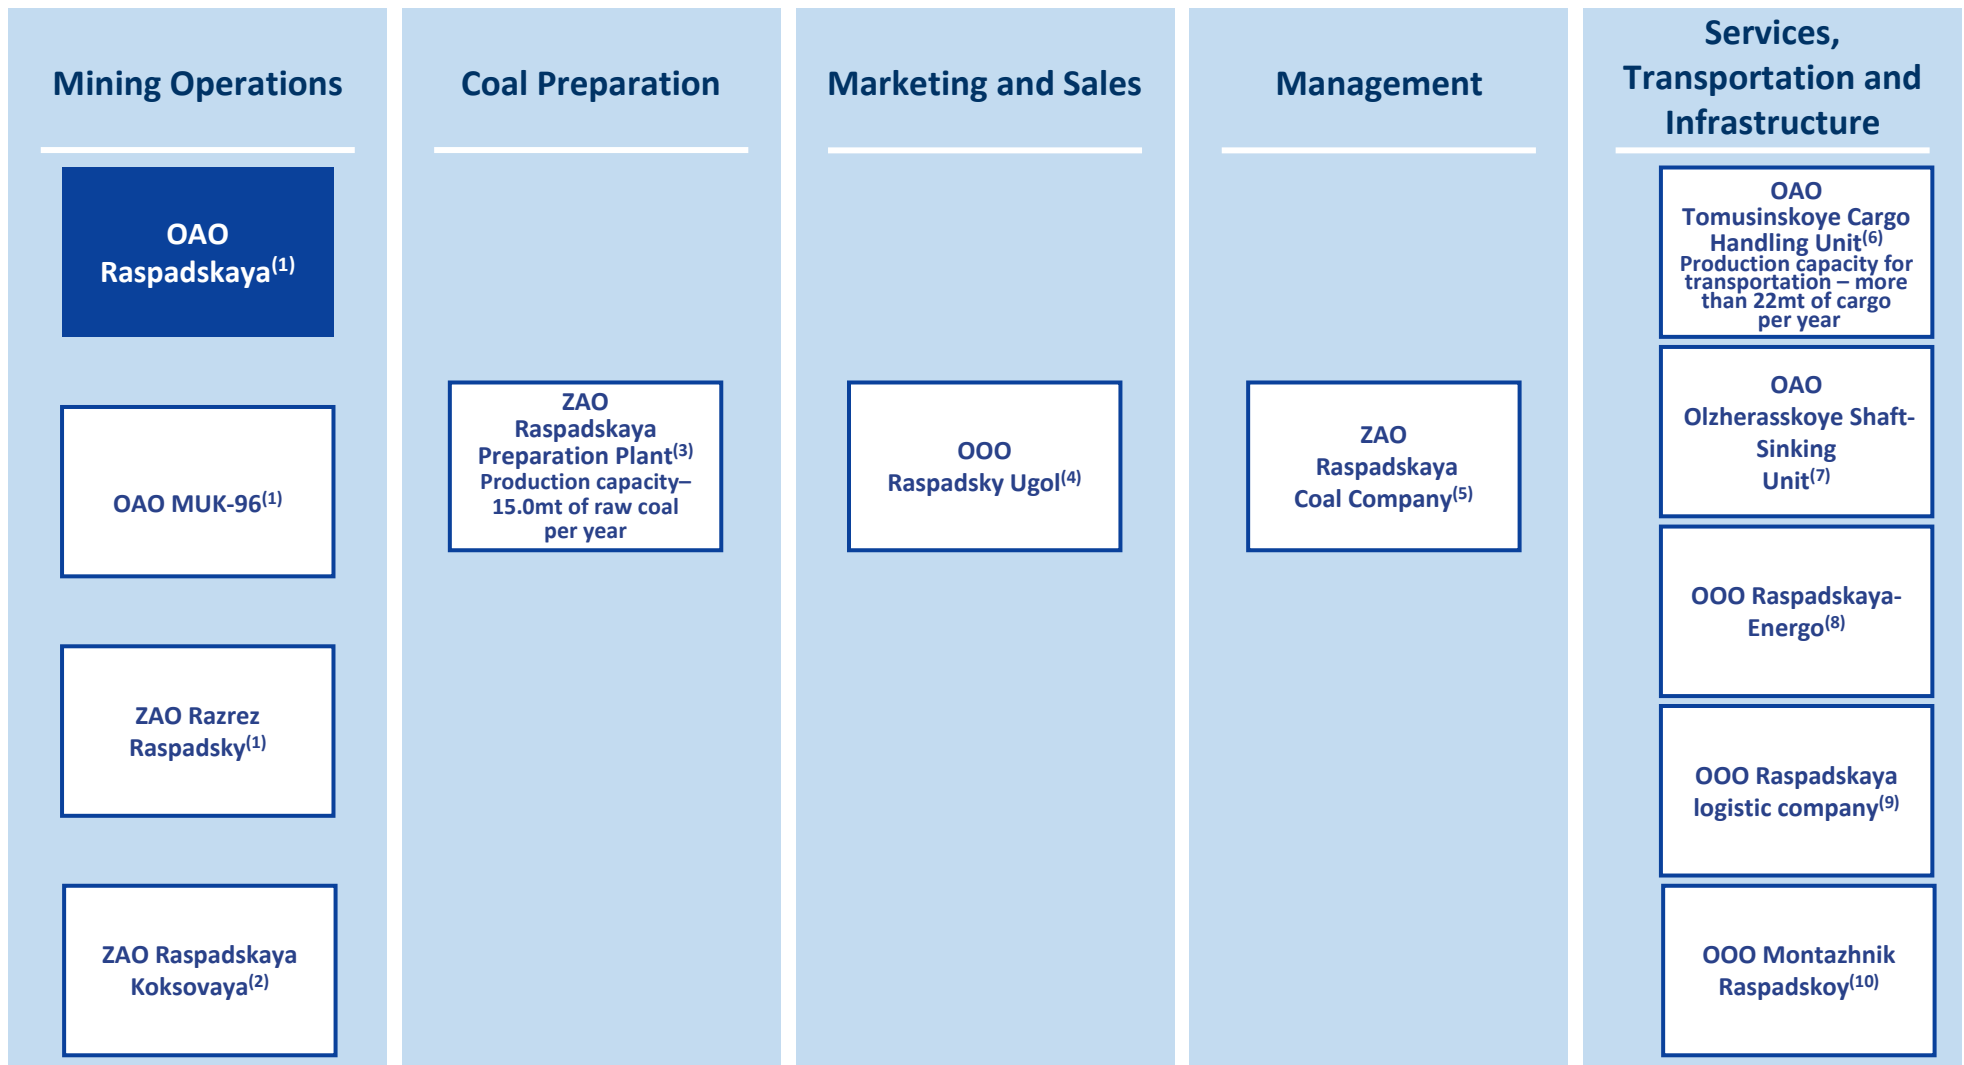 Mining Operations
OAO
Raspadskaya(1)
OAO MUK-96(1)
ZAO Razrez
Raspadsky(1)
ZAO Raspadskaya
Koksovaya(2)
Coal Preparation
ZAO
Raspadskaya
Preparation Plant(3)
Production capacity–
15.0mt of raw coal
per year
Marketing and Sales
OOO
Raspadsky Ugol(4)
Management
ZAO
Raspadskaya
Coal Company(5)
Services,
Transportation and
Infrastructure
OAO
Tomusinskoye Cargo
Handling Unit(6)
Production capacity for
transportation – more
than 22mt of cargo
per year
OAO
Olzherasskoye Shaft-
Sinking
Unit(7)
OOO Raspadskaya-
Energo(8)
OOO Raspadskaya
logistic company(9)
OOO Montazhnik
Raspadskoy(10)